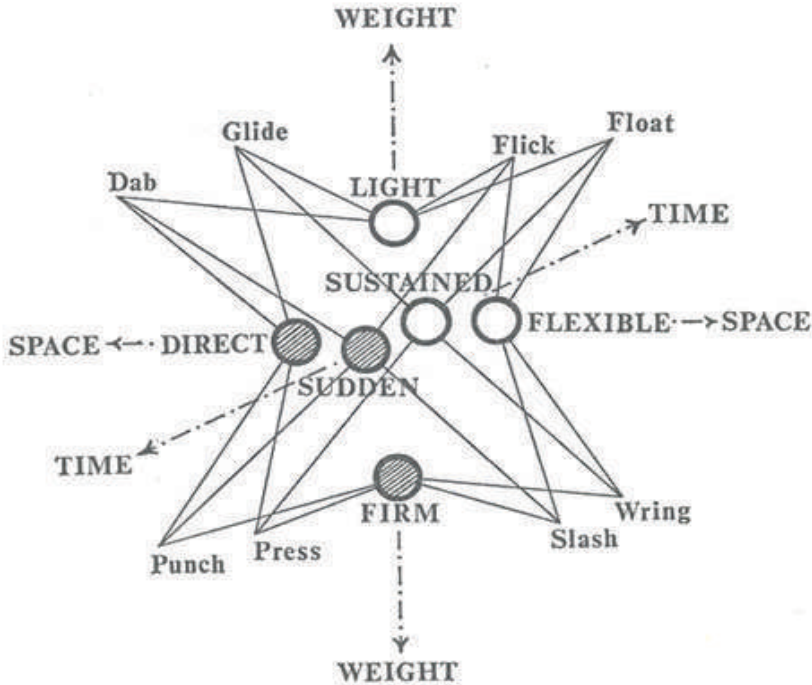 WEIGHT
Glide
Flick
Float
Dab
LIGHT
TIME
SUSTAINED
SPACE
DIRECT
FLEXIBLE
SPACE
SUDDEN
TIME
FIRM
Wring
Punch
Press
Slash
WEIGHT